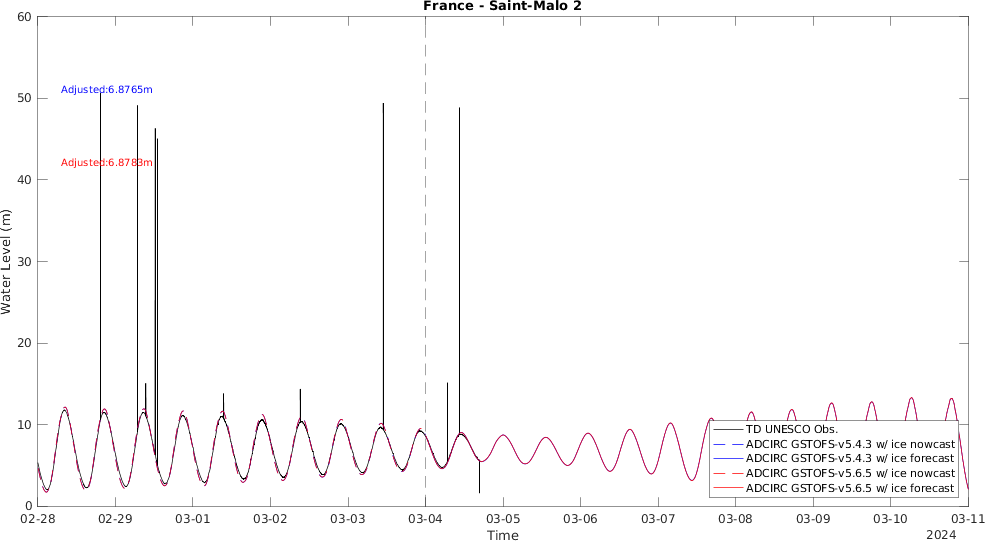 France - Saint-Malo 2
60
50
40
30
20
10
0
Water Level (m)
Adjusted:6.8765m
Adjusted:6.8783m
TD UNESCO Obs.
ADCIRC GSTOFS-v5.4.3 w/ ice nowcast
ADCIRC GSTOFS-v5.4.3 w/ ice forecast
ADCIRC GSTOFS-v5.6.5 w/ ice nowcast
ADCIRC GSTOFS-v5.6.5 w/ ice forecast
02-28 02-29 03-01 03-02 03-03 03-04 03-05 03-06 03-07 03-08 03-09 03-10 03-11
Time
2024